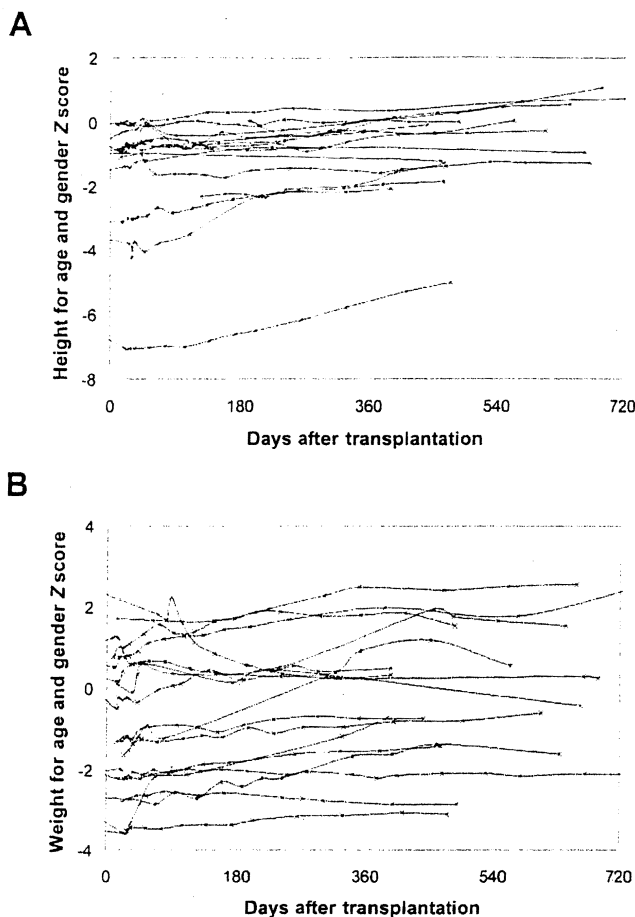 A
Height for age and gender Z score
2
0
-2
-4
-6
-8
0 180 360 540 720
Days after transplantation
B
Weight for age and gender Z score
4
2
0
-2
-4
0 180 360 540 720
Days after transplantation